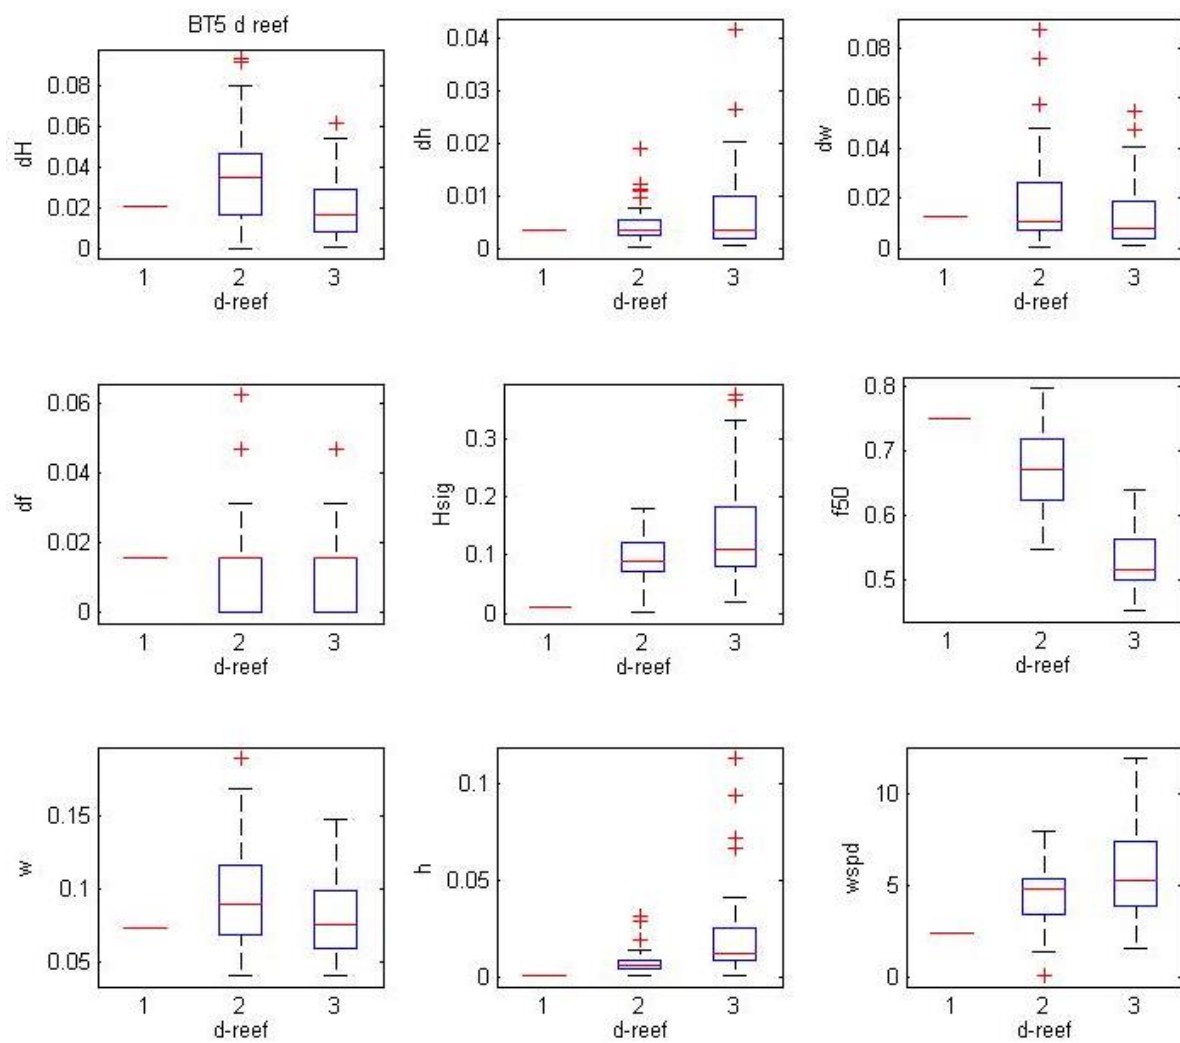 BT5 d reef
dH
0.08
0.06
0.04
0.02
0
1 2 3
d-reef
dh
0.04
0.03
0.02
0.01
0
1 2 3
d-reef
dw
0.08
0.06
0.04
0.02
0
1 2 3
d-reef
df
0.06
0.04
0.02
0
1 2 3
d-reef
Hsig
0.3
0.2
0.1
0
1 2 3
d-reef
f50
0.8
0.7
0.6
0.5
1 2 3
d-reef
w
0.15
0.1
0.05
1 2 3
d-reef
h
0.1
0.05
0
1 2 3
d-reef
wspd
10
5
0
1 2 3
d-reef